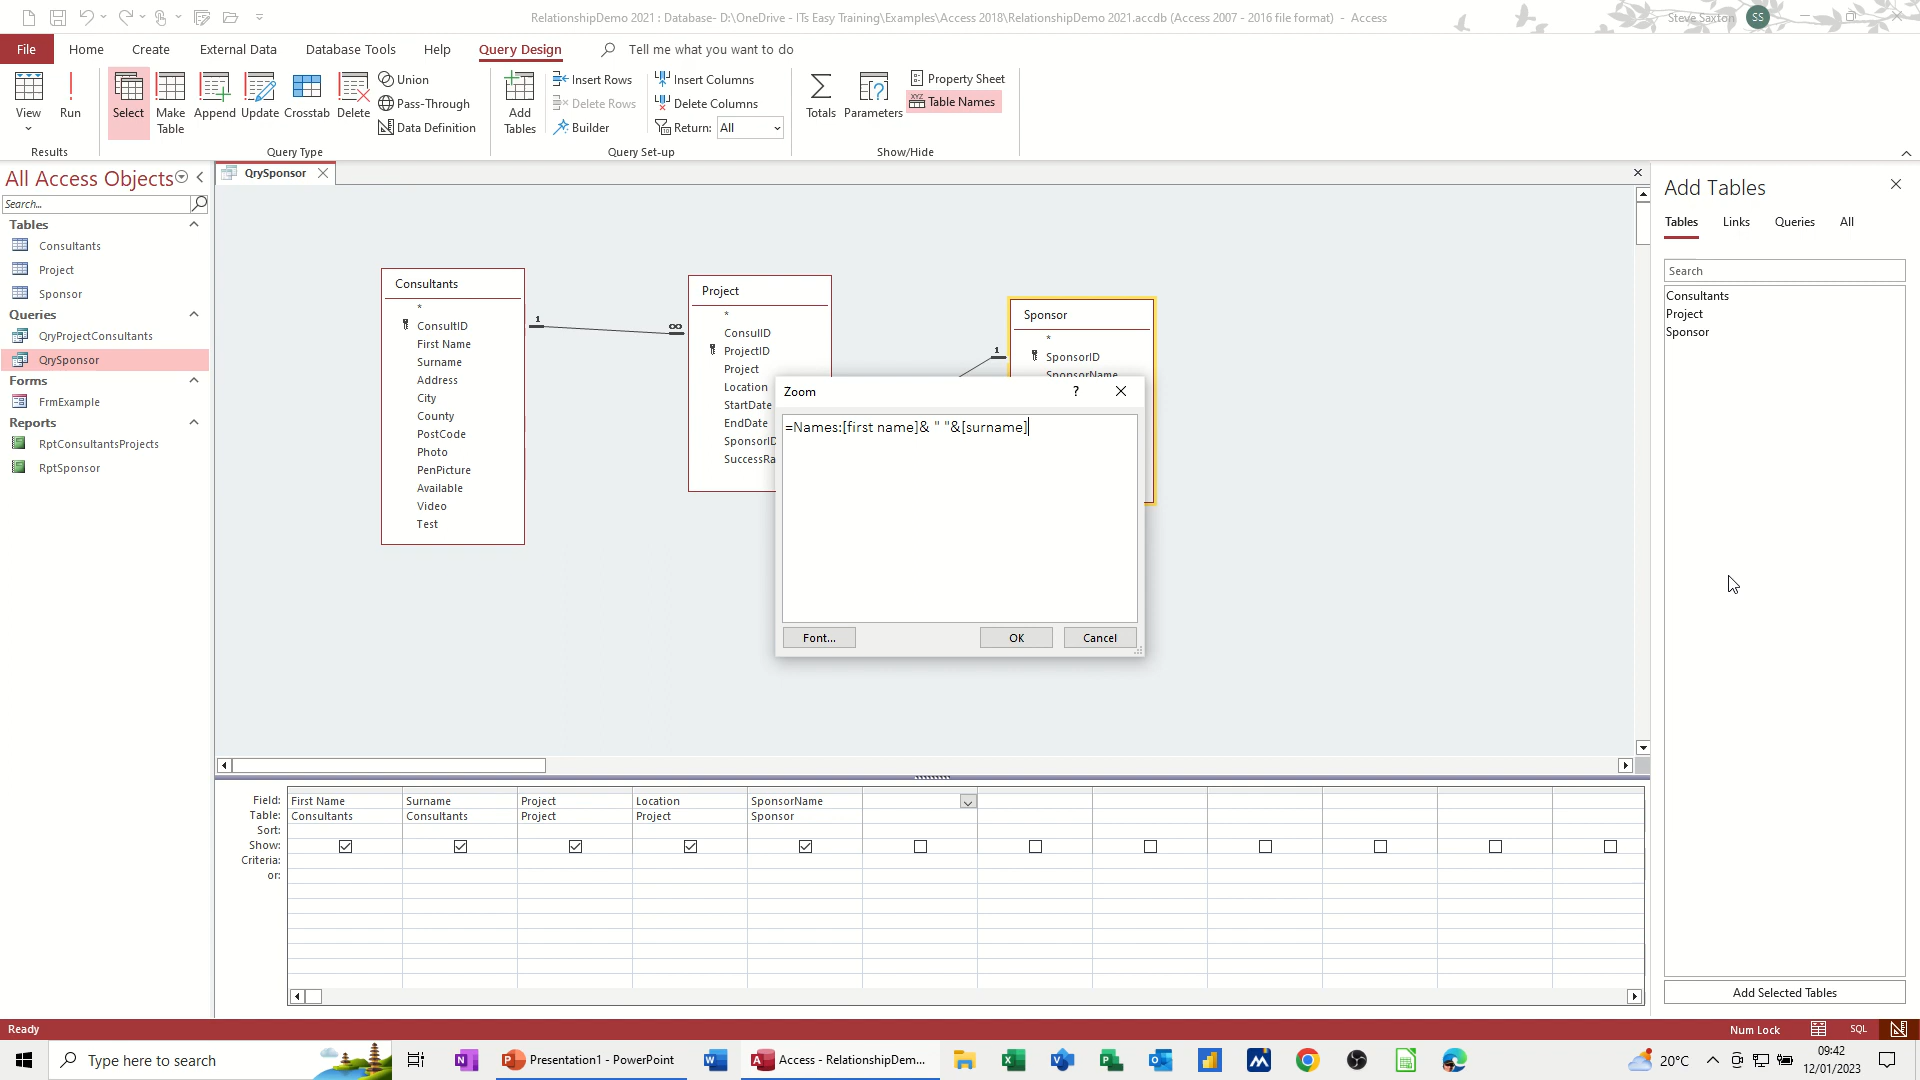 RelationshipDemo 2021 : Database- D:\OneDrive - ITs Easy Training\Examples\Access 2018\RelationshipDemo 2021.accdb (Access 2007 - 2016 file format) - Access
Steve Saxton
SS
File
Home
Create
External Data
Database Tools
Help
Query Design
Tell me what you want to do
View
Run
Results
Select
Make Table
Append
Update
Crosstab
Delete
Union
Pass-Through
Data Definition
Query Type
Add Tables
Insert Rows
Delete Rows
Builder
Insert Columns
Delete Columns
Return: All
Query Set-up
Totals
Parameters
Property Sheet
Table Names
Show/Hide
All Access Objects
Search...
Tables
Consultants
Project
Sponsor
Queries
QryProjectConsultants
QrySponsor
Forms
FrmExample
Reports
RptConsultantsProjects
RptSponsor
QrySponsor
Consultants
*
ConsultID
First Name
Surname
Address
City
County
PostCode
Photo
PenPicture
Available
Video
Test
1
∞
Project
*
ConsulID
ProjectID
Project
Location
StartDate
EndDate
SponsorID
SuccessRa
1
Sponsor
*
SponsorID
SponsorName
Zoom
?
=Names:[first name]& " "&[surname]
Font...
OK
Cancel
Add Tables
Tables
Links
Queries
All
Search
Consultants
Project
Sponsor
Add Selected Tables
Field: First Name Surname Project Location SponsorName
Table: Consultants Consultants Project Project Sponsor
Sort:
Show:
Criteria:
or:
Ready
Num Lock
SQL
Type here to search
Presentation1 - PowerPoint
Access - RelationshipDem...
20°C
09:42
12/01/2023